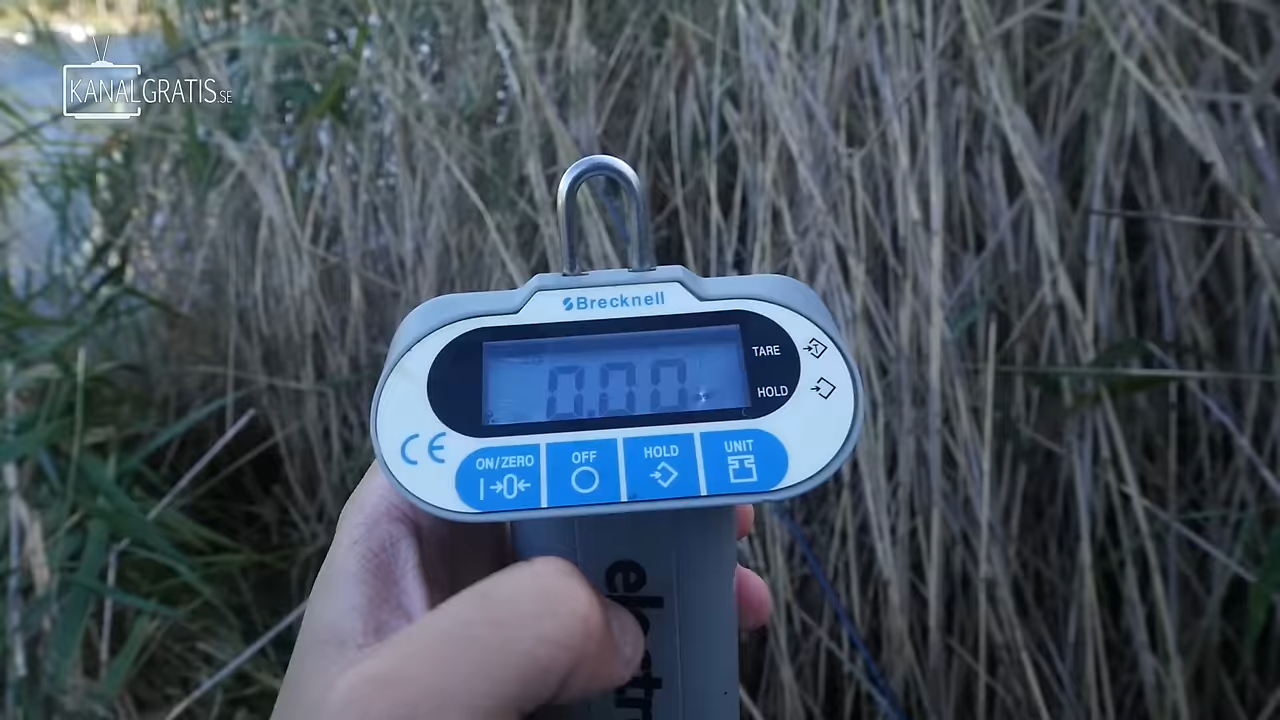 KANALGRATIS.SE
Brecknell
0.00
TARE
HOLD
CE
ON/ZERO
OFF
HOLD
UNIT